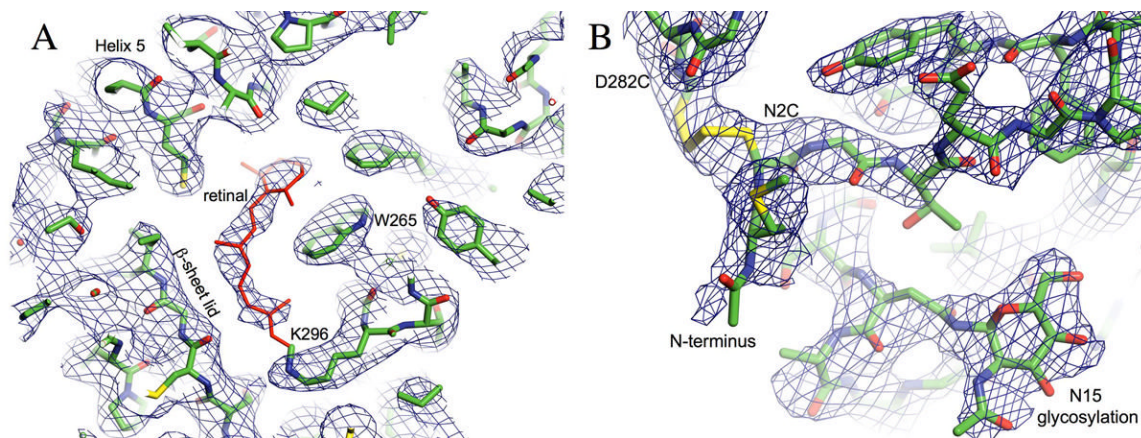 A
Helix 5
retinal
W265
β-sheet lid
K296
B
D282C
N2C
N-terminus
N15
glycosylation